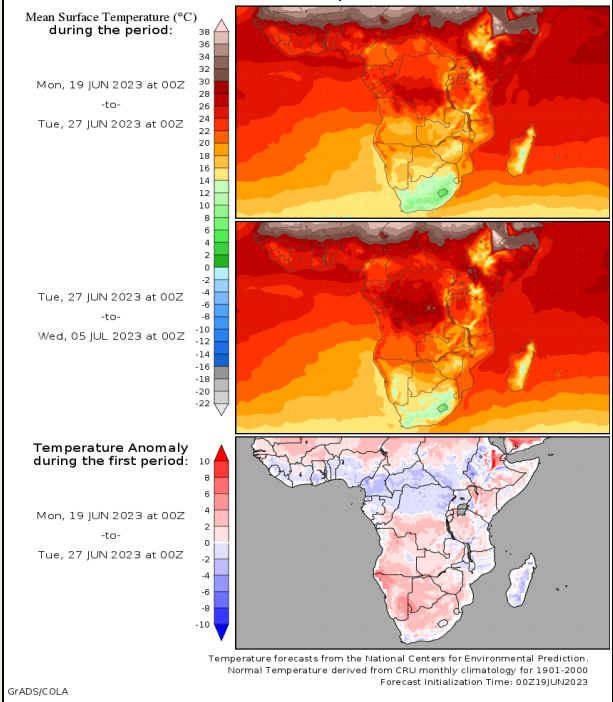 Mean Surface Temperature (°C)
during the period:
Mon, 19 JUN 2023 at 00Z
-to-
Tue, 27 JUN 2023 at 00Z
38
36
34
32
30
28
26
24
22
20
18
16
14
12
10
8
6
4
2
0
-2
-4
-6
-8
-10
-12
-14
-16
-18
-20
-22
Tue, 27 JUN 2023 at 00Z
-to-
Wed, 05 JUL 2023 at 00Z
Temperature Anomaly
during the first period:
Mon, 19 JUN 2023 at 00Z
-to-
Tue, 27 JUN 2023 at 00Z
10
8
6
4
2
0
-2
-4
-6
-8
-10
Temperature forecasts from the National Centers for Environmental Prediction.
Normal Temperature derived from CRU monthly climatology for 1901-2000
Forecast Initialization Time: 00Z19JUN2023
GrADS/COLA